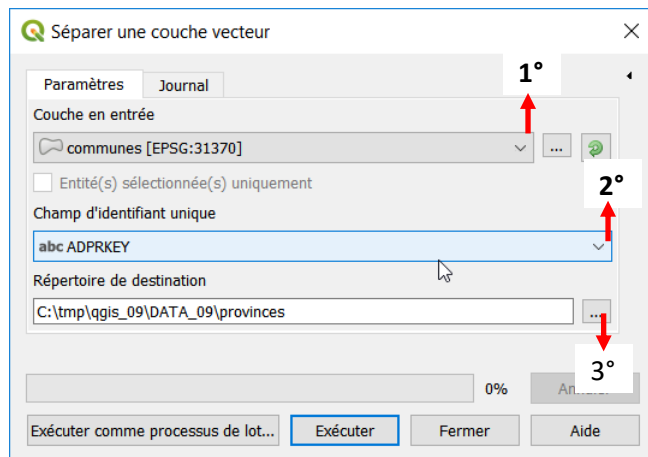 Séparer une couche vecteur
1°
Paramètres Journal
Couche en entrée
communes [EPSG:31370] ...
Entité(s) sélectionnée(s) uniquement
2°
Champ d'identifiant unique
abc ADPRKEY
Répertoire de destination
C:\tmp\qgis_09\DATA_09\provinces ...
3°
0%
Exécuter comme processus de lot... Exécuter Fermer Aide